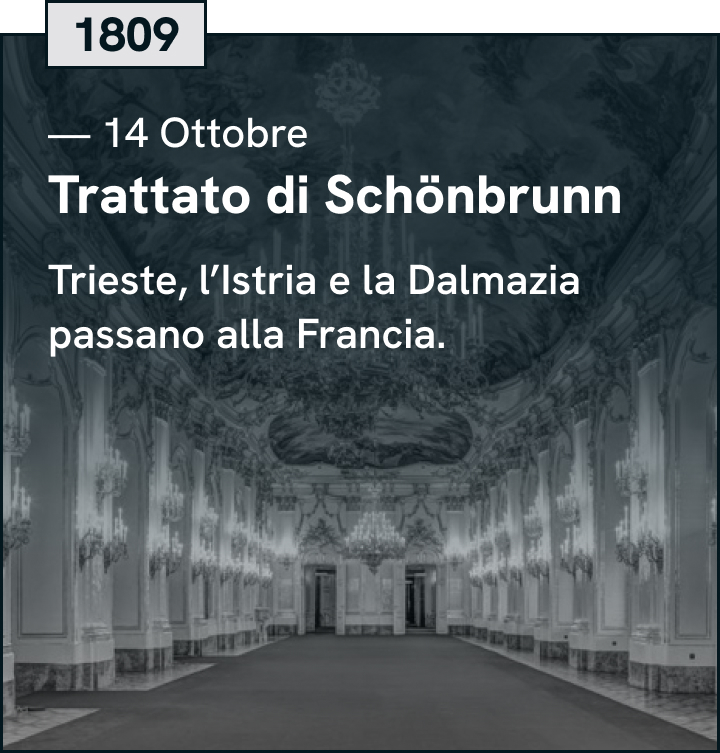 1809
— 14 Ottobre
Trattato di Schönbrunn
Trieste, l’Istria e la Dalmazia
passano alla Francia.